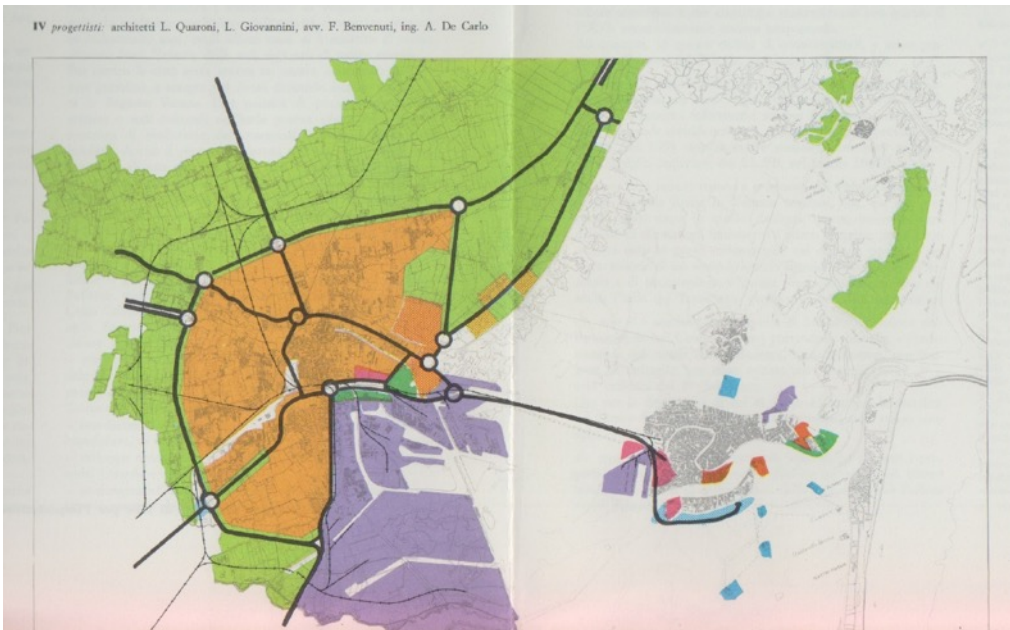 IV progettisti: architetti L. Quaroni, L. Giovannini, avv. F. Benvenuti, ing. A. De Carlo